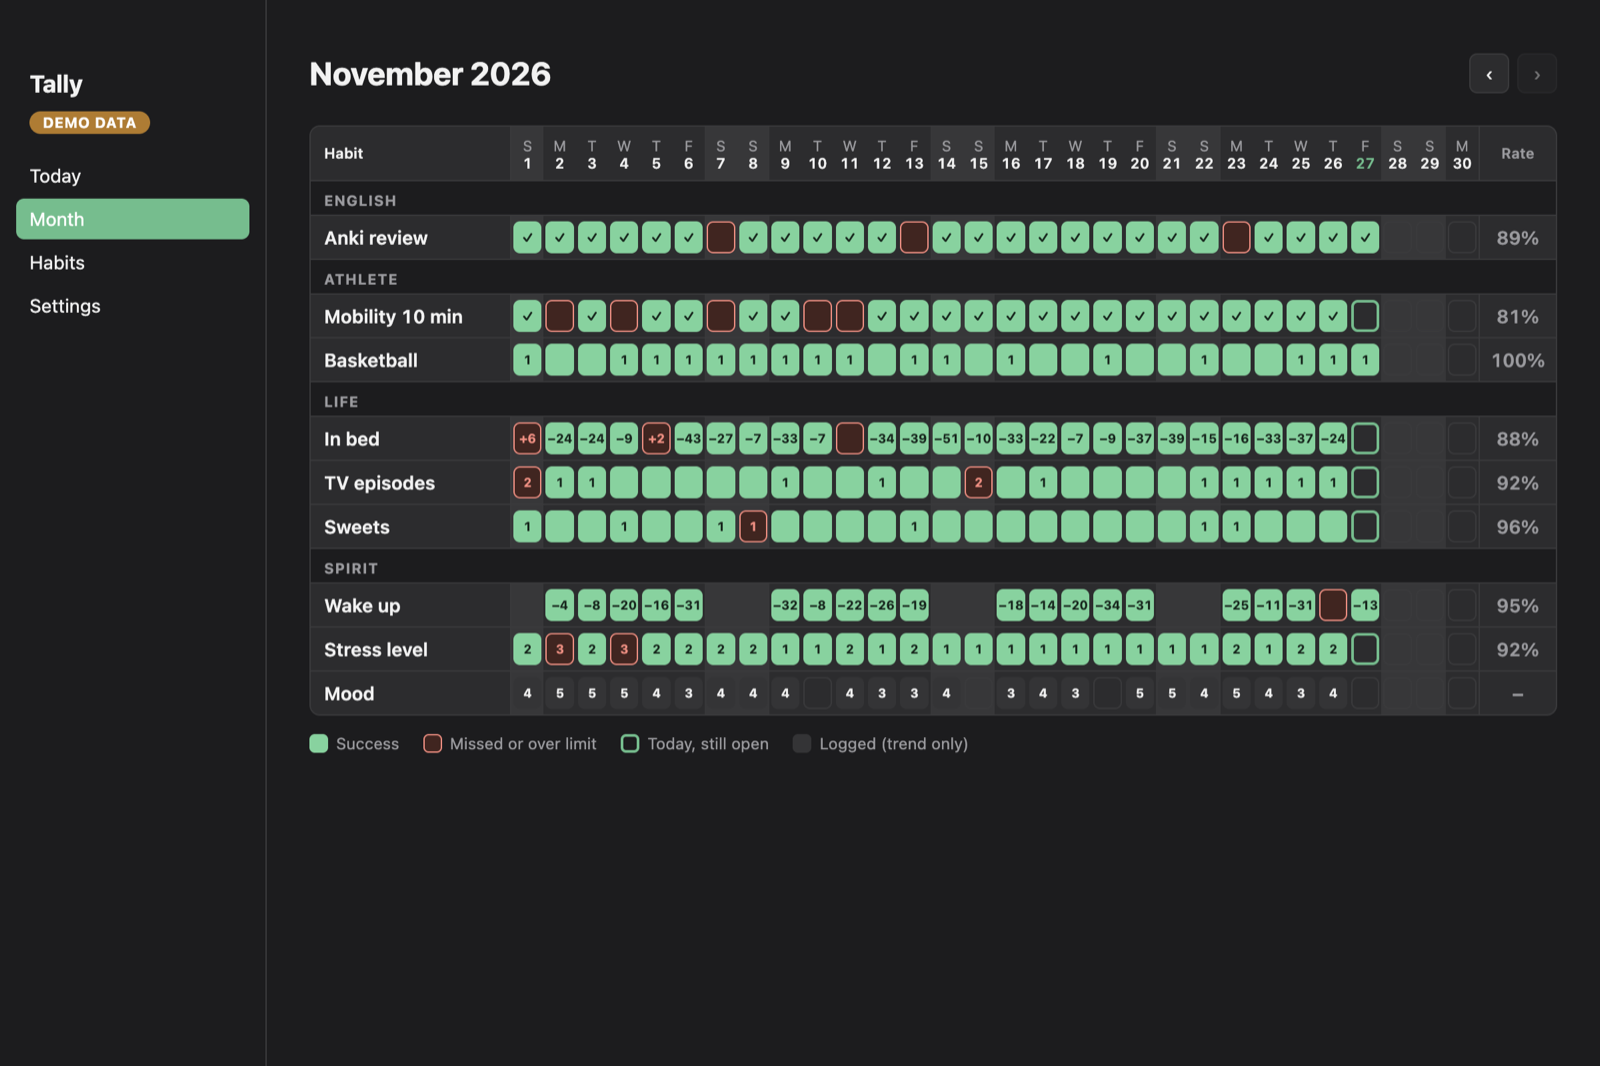 Tally
DEMO DATA
Today
Month
Habits
Settings
November 2026
‹ ›
Habit S M T W T F S S M T W T F S S M T W T F S S M T W T F S S M Rate
1 2 3 4 5 6 7 8 9 10 11 12 13 14 15 16 17 18 19 20 21 22 23 24 25 26 27 28 29 30
ENGLISH
Anki review ✓ ✓ ✓ ✓ ✓ ✓ ✓ ✓ ✓ ✓ ✓ ✓ ✓ ✓ ✓ ✓ ✓ ✓ ✓ ✓ ✓ ✓ ✓ ✓ 89%
ATHLETE
Mobility 10 min ✓ ✓ ✓ ✓ ✓ ✓ ✓ ✓ ✓ ✓ ✓ ✓ ✓ ✓ ✓ ✓ ✓ ✓ ✓ ✓ ✓ 81%
Basketball 1 1 1 1 1 1 1 1 1 1 1 1 1 1 1 1 1 100%
LIFE
In bed +6 −24 −24 −9 +2 −43 −27 −7 −33 −7 −34 −39 −51 −10 −33 −22 −7 −9 −37 −39 −15 −16 −33 −37 −24 88%
TV episodes 2 1 1 1 1 2 1 1 1 1 1 1 92%
Sweets 1 1 1 1 1 1 1 96%
SPIRIT
Wake up −4 −8 −20 −16 −31 −32 −8 −22 −26 −19 −18 −14 −20 −34 −31 −25 −11 −31 −13 95%
Stress level 2 3 2 3 2 2 2 2 1 1 2 1 2 1 1 1 1 1 1 1 1 1 2 1 2 2 92%
Mood 4 5 5 5 4 3 4 4 4 4 3 3 4 3 4 3 5 5 4 5 4 3 4 –
Success Missed or over limit Today, still open Logged (trend only)